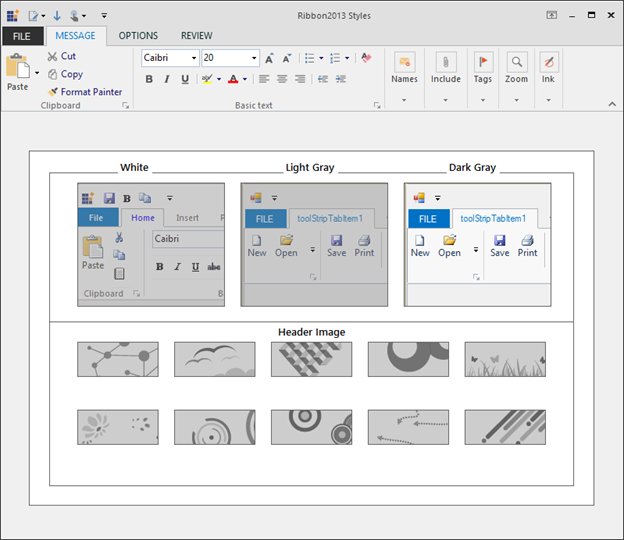 Ribbon2013 Styles
FILE MESSAGE OPTIONS REVIEW
Cut
Copy
Format Painter
Paste
Clipboard
Caibri 20
A A
B I U A
Basic text
Names Include Tags Zoom Ink
White Light Gray Dark Gray
B
File Home Insert P
Caibri
Paste
B I U abc
Clipboard B
FILE toolStripTabItem1
New Open Save Print
FILE toolStripTabItem1
New Open Save Print
Header Image